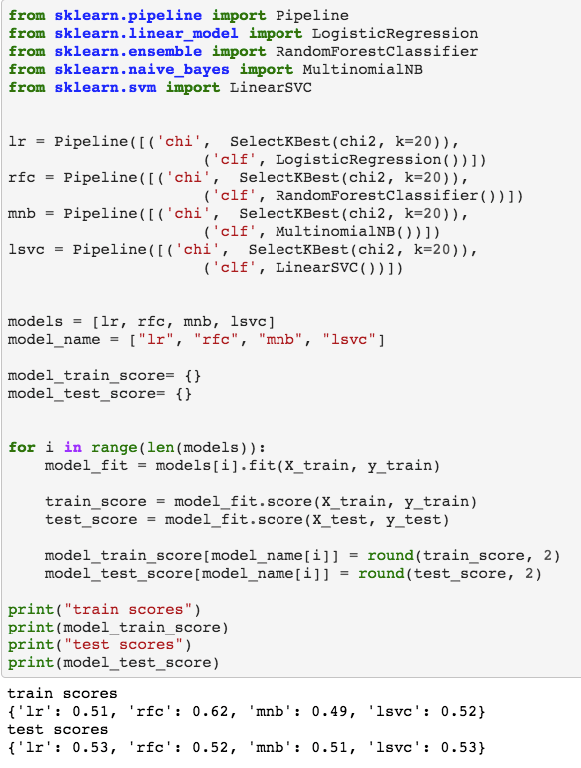 from sklearn.pipeline import Pipeline
from sklearn.linear_model import LogisticRegression
from sklearn.ensemble import RandomForestClassifier
from sklearn.naive_bayes import MultinomialNB
from sklearn.svm import LinearSVC
lr = Pipeline([('chi',  SelectKBest(chi2, k=20)),
                     ('clf', LogisticRegression())])
rfc = Pipeline([('chi',  SelectKBest(chi2, k=20)),
                     ('clf', RandomForestClassifier())])
mnb = Pipeline([('chi',  SelectKBest(chi2, k=20)),
                     ('clf', MultinomialNB())])
lsvc = Pipeline([('chi',  SelectKBest(chi2, k=20)),
                     ('clf', LinearSVC())])
models = [lr, rfc, mnb, lsvc]
model_name = ["lr", "rfc", "mnb", "lsvc"]
model_train_score= {}
model_test_score= {}
for i in range(len(models)):
    model_fit = models[i].fit(X_train, y_train)
    train_score = model_fit.score(X_train, y_train)
    test_score = model_fit.score(X_test, y_test)
    model_train_score[model_name[i]] = round(train_score, 2)
    model_test_score[model_name[i]] = round(test_score, 2)
print("train scores")
print(model_train_score)
print("test scores")
print(model_test_score)
train scores
{'lr': 0.51, 'rfc': 0.62, 'mnb': 0.49, 'lsvc': 0.52}
test scores
{'lr': 0.53, 'rfc': 0.52, 'mnb': 0.51, 'lsvc': 0.53}